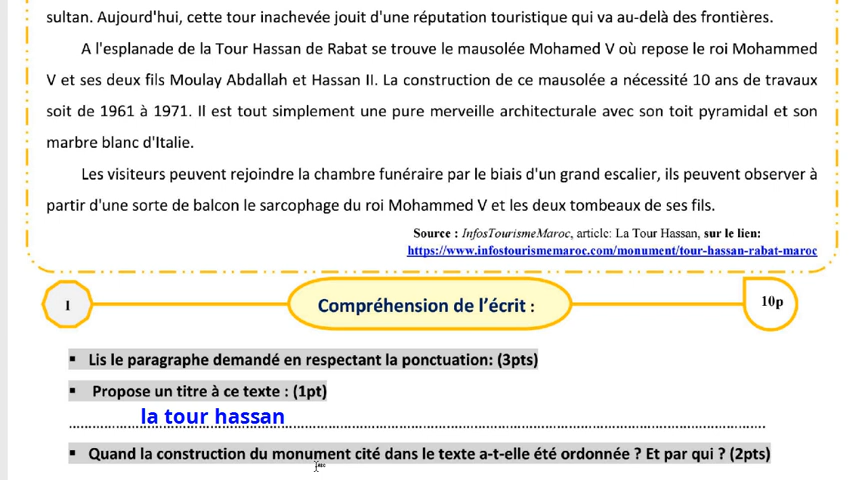 sultan. Aujourd'hui, cette tour inachevée jouit d'une réputation touristique qui va au-delà des frontières.
A l'esplanade de la Tour Hassan de Rabat se trouve le mausolée Mohamed V où repose le roi Mohammed
V et ses deux fils Moulay Abdallah et Hassan II. La construction de ce mausolée a nécessité 10 ans de travaux
soit de 1961 à 1971. Il est tout simplement une pure merveille architecturale avec son toit pyramidal et son
marbre blanc d'Italie.
Les visiteurs peuvent rejoindre la chambre funéraire par le biais d'un grand escalier, ils peuvent observer à
partir d'une sorte de balcon le sarcophage du roi Mohammed V et les deux tombeaux de ses fils.
Source : InfosTourismeMaroc, article: La Tour Hassan, sur le lien:
https://www.infostourismemaroc.com/monument/tour-hassan-rabat-maroc
I
Compréhension de l'écrit :
10p
▪ Lis le paragraphe demandé en respectant la ponctuation: (3pts)
▪ Propose un titre à ce texte : (1pt)
la tour hassan
▪ Quand la construction du monument cité dans le texte a-t-elle été ordonnée ? Et par qui ? (2pts)